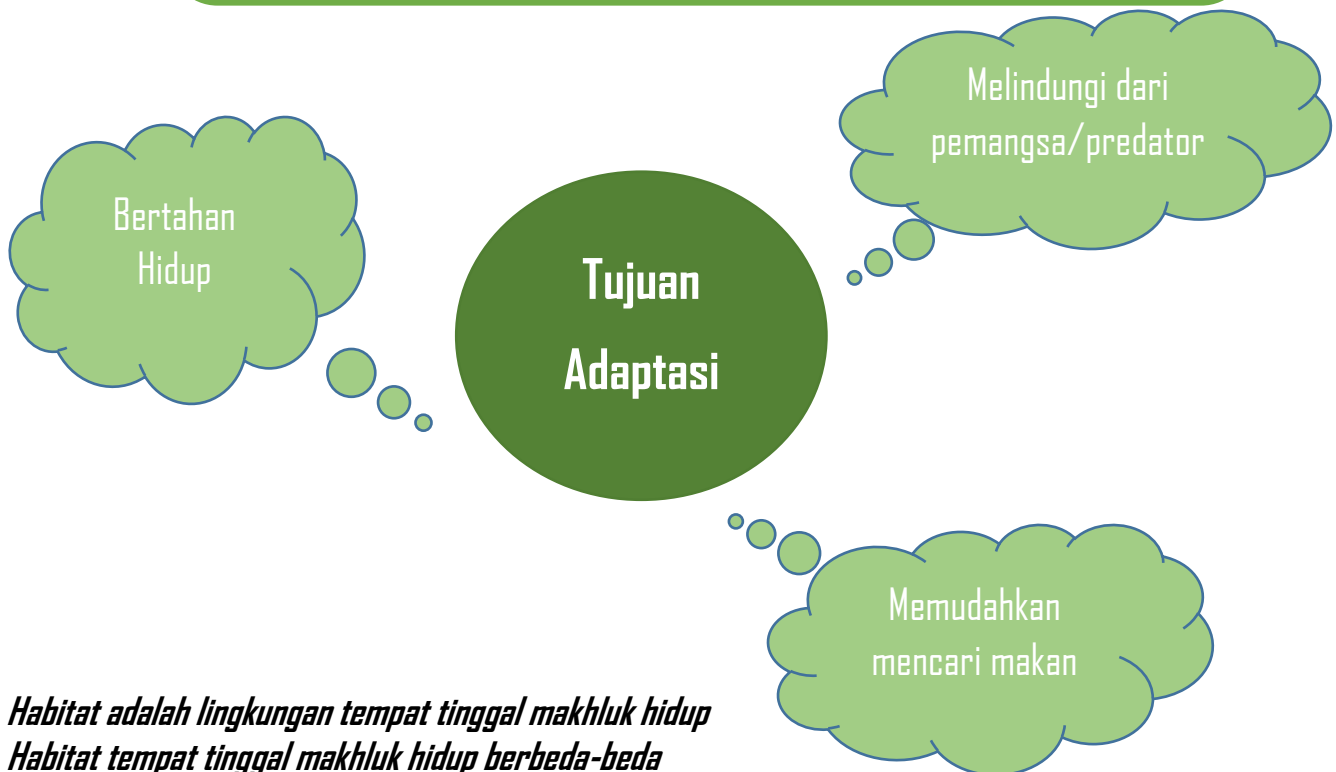 Melindungi dari
pemangsa/predator
Bertahan
Hidup
Tujuan
Adaptasi
Memudahkan
mencari makan
Habitat adalah lingkungan tempat tinggal makhluk hidup
Habitat tempat tinggal makhluk hidup berbeda-beda